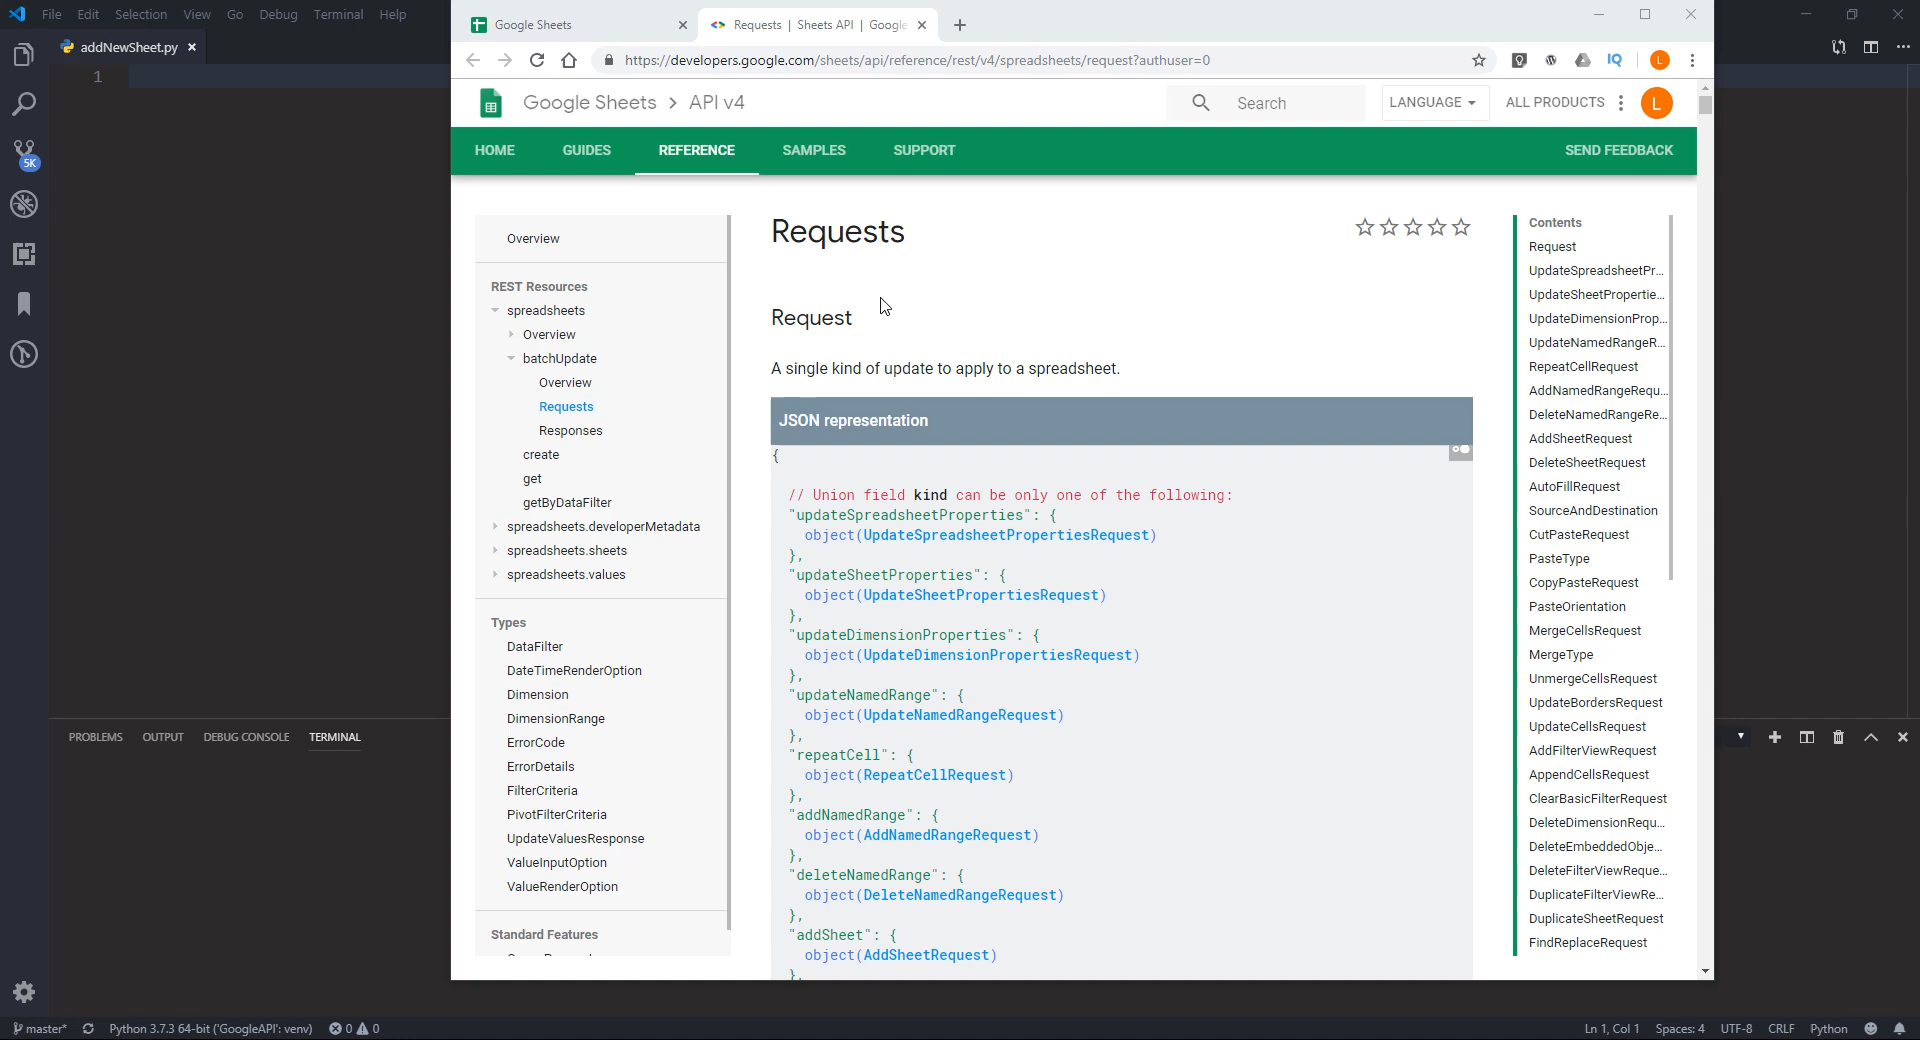 File Edit Selection View Go Debug Terminal Help
addNewSheet.py
1
5K
Google Sheets
Requests | Sheets API | Google
https://developers.google.com/sheets/api/reference/rest/v4/spreadsheets/request?authuser=0
IQ
L
Google Sheets > API v4
Search
LANGUAGE
ALL PRODUCTS
L
HOME GUIDES REFERENCE SAMPLES SUPPORT
SEND FEEDBACK
Overview
REST Resources
spreadsheets
Overview
batchUpdate
Overview
Requests
Responses
create
get
getByDataFilter
spreadsheets.developerMetadata
spreadsheets.sheets
spreadsheets.values
Types
DataFilter
DateTimeRenderOption
Dimension
DimensionRange
ErrorCode
ErrorDetails
FilterCriteria
PivotFilterCriteria
UpdateValuesResponse
ValueInputOption
ValueRenderOption
Standard Features
Requests
Request
A single kind of update to apply to a spreadsheet.
JSON representation
{
// Union field kind can be only one of the following:
"updateSpreadsheetProperties": {
object(UpdateSpreadsheetPropertiesRequest)
},
"updateSheetProperties": {
object(UpdateSheetPropertiesRequest)
},
"updateDimensionProperties": {
object(UpdateDimensionPropertiesRequest)
},
"updateNamedRange": {
object(UpdateNamedRangeRequest)
},
"repeatCell": {
object(RepeatCellRequest)
},
"addNamedRange": {
object(AddNamedRangeRequest)
},
"deleteNamedRange": {
object(DeleteNamedRangeRequest)
},
"addSheet": {
object(AddSheetRequest)
},
Contents
Request
UpdateSpreadsheetPr...
UpdateSheetPropertie...
UpdateDimensionProp...
UpdateNamedRangeR...
RepeatCellRequest
AddNamedRangeRequ...
DeleteNamedRangeRe...
AddSheetRequest
DeleteSheetRequest
AutoFillRequest
SourceAndDestination
CutPasteRequest
PasteType
CopyPasteRequest
PasteOrientation
MergeCellsRequest
MergeType
UnmergeCellsRequest
UpdateBordersRequest
UpdateCellsRequest
AddFilterViewRequest
AppendCellsRequest
ClearBasicFilterRequest
DeleteDimensionRequ...
DeleteEmbeddedObje...
DeleteFilterViewReque...
DuplicateFilterViewRe...
DuplicateSheetRequest
FindReplaceRequest
PROBLEMS OUTPUT DEBUG CONSOLE TERMINAL
master* Python 3.7.3 64-bit ('GoogleAPI': venv) 0 0
Ln 1, Col 1 Spaces: 4 UTF-8 CRLF Python